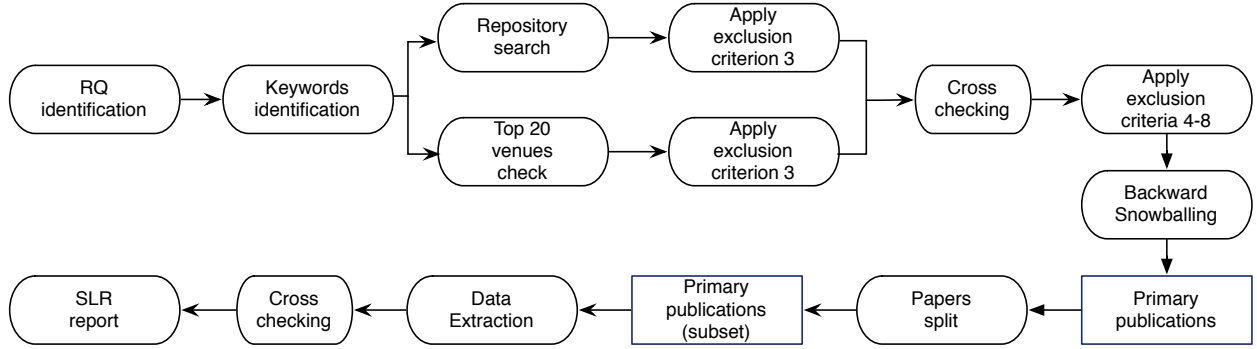 RQ
identification
Keywords
identification
Repository
search
Apply
exclusion
criterion 3
Top 20
venues
check
Apply
exclusion
criterion 3
Cross
checking
Apply
exclusion
criteria 4-8
Backward
Snowballing
Primary
publications
Papers
split
Primary
publications
(subset)
Data
Extraction
Cross
checking
SLR
report